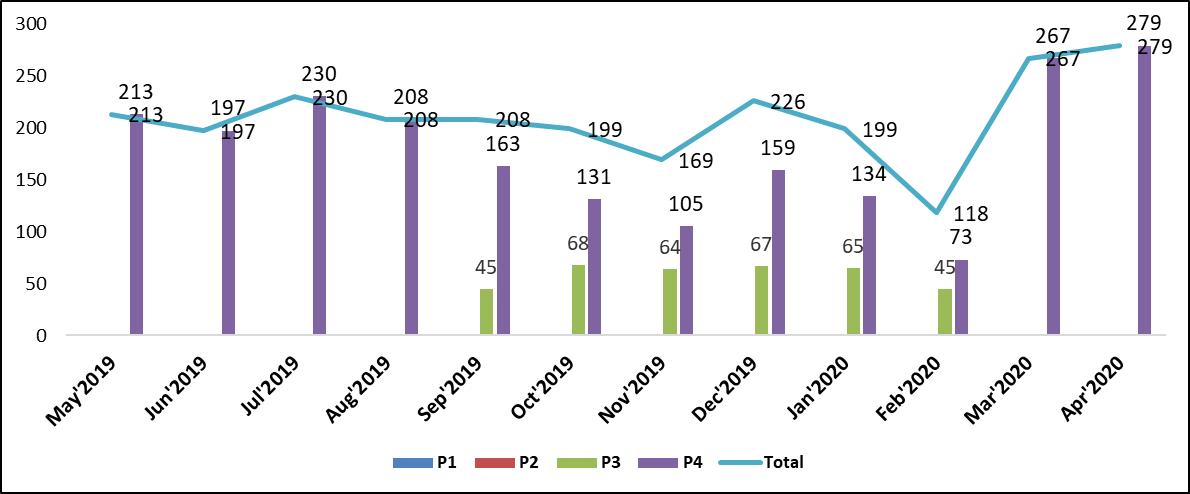 300
250
200
150
100
50
0
213
213
197
197
230
230
208
208
208
163
45
199
131
68
169
105
64
226
159
67
199
134
65
118
73
45
267
267
279
279
May'2019
Jun'2019
Jul'2019
Aug'2019
Sep'2019
Oct'2019
Nov'2019
Dec'2019
Jan'2020
Feb'2020
Mar'2020
Apr'2020
P1 P2 P3 P4 Total